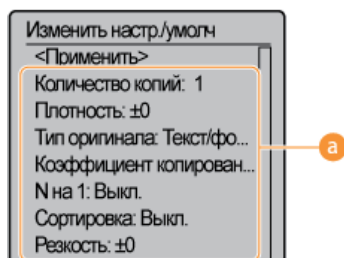 Изменить настр./умолч
<Применить>
Количество копий: 1
Плотность: ±0
Тип оригинала: Текст/фо...
Коэффициент копирован...
N на 1: Выкл.
Сортировка: Выкл.
Резкость: ±0
a